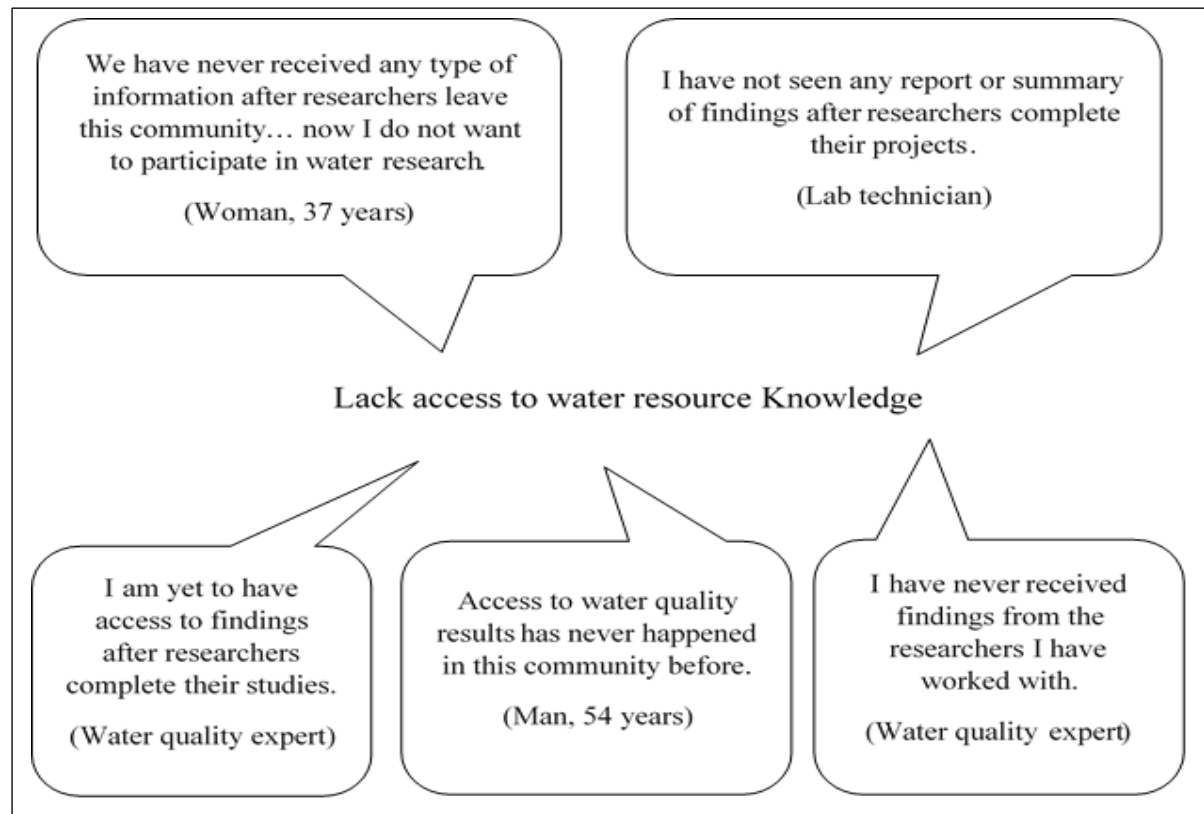 We have never received any type of
information after researchers leave
this community… now I do not want
to participate in water research.
(Woman, 37 years)
I have not seen any report or summary
of findings after researchers complete
their projects.
(Lab technician)
Lack access to water resource Knowledge
I am yet to have
access to findings
after researchers
complete their studies.
(Water quality expert)
Access to water quality
results has never happened
in this community before.
(Man, 54 years)
I have never received
findings from the
researchers I have
worked with.
(Water quality expert)